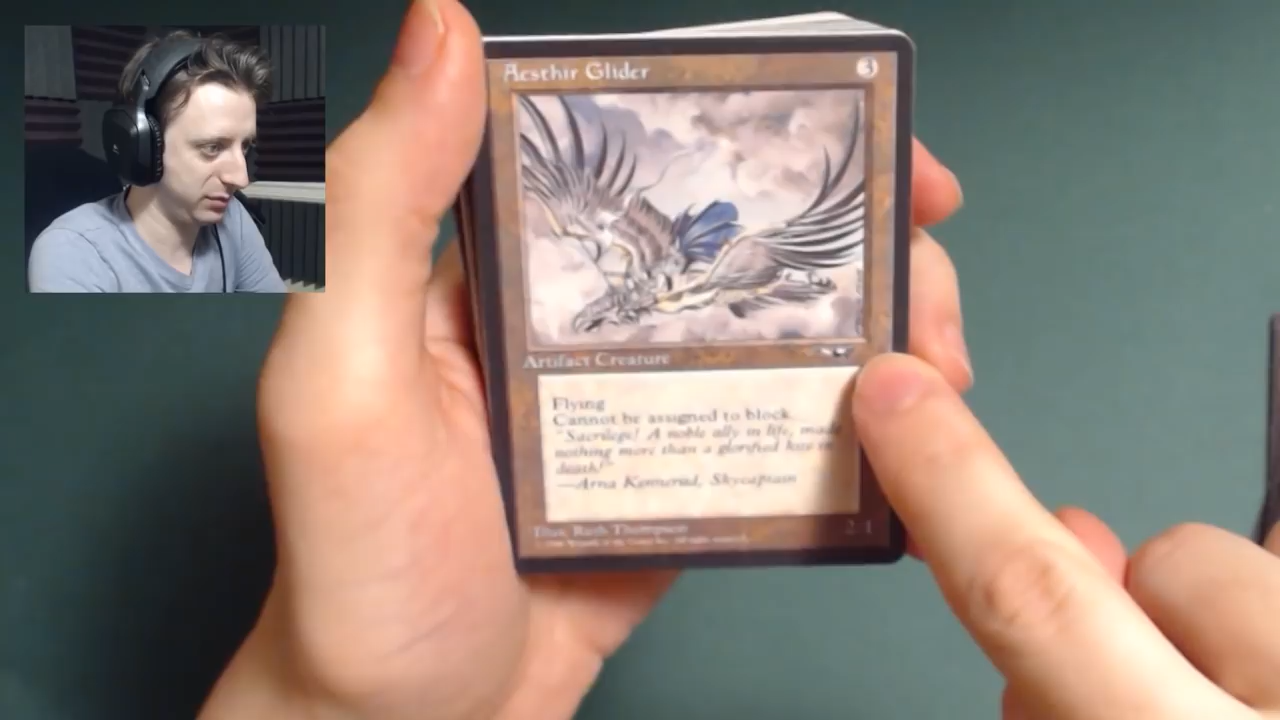 Aesthir Glider
3
Artifact Creature
Flying
Cannot be assigned to block.
"Sacrilege! A noble ally in life, made
nothing more than a glorified kite in
death!"
—Arna Kennerüd, Skycaptain
Illus. Ruth Thompson
2/1